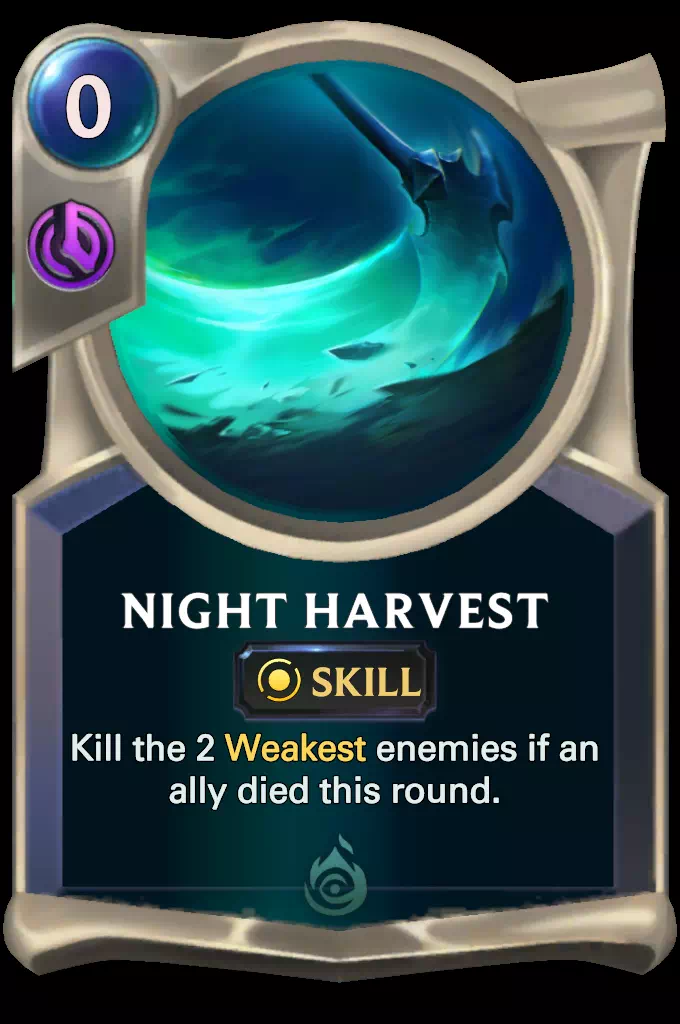 0
NIGHT HARVEST
SKILL
Kill the 2 Weakest enemies if an
ally died this round.